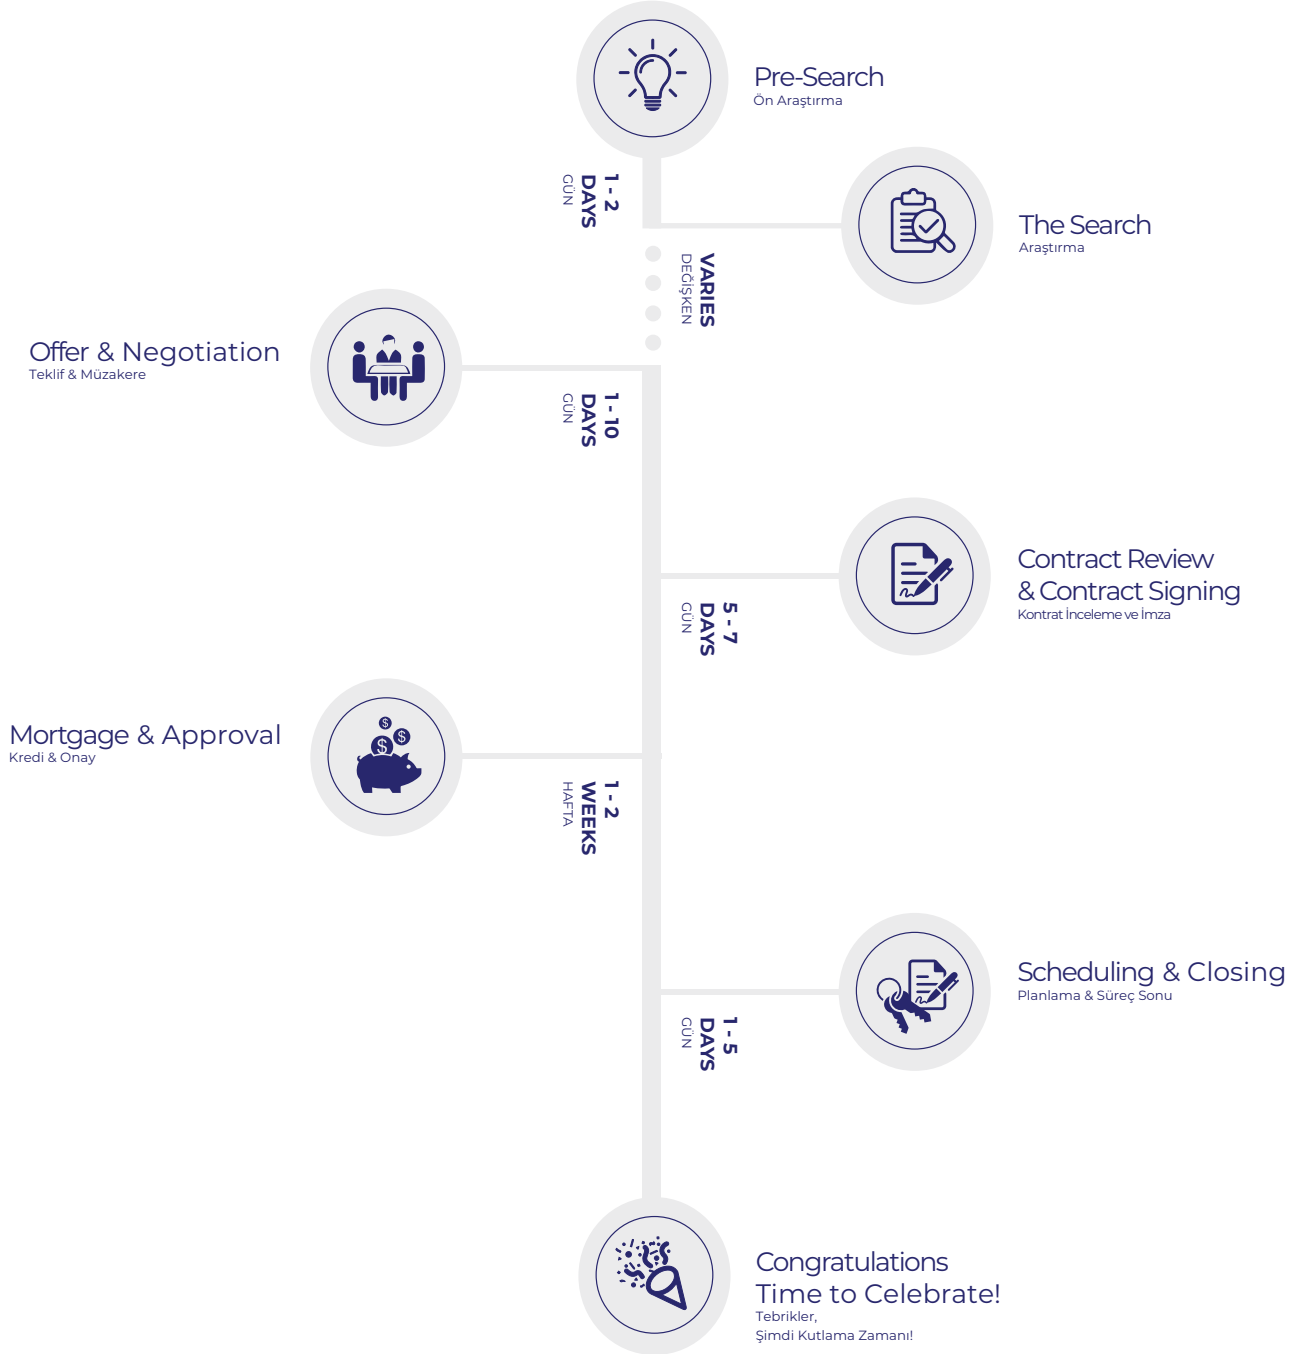 Pre-Search
Ön Araştırma
1 - 2
DAYS
GÜN
The Search
Araştırma
VARIES
DEĞİŞKEN
Offer & Negotiation
Teklif & Müzakere
1 - 10
DAYS
GÜN
Contract Review
& Contract Signing
Kontrat İnceleme ve İmza
5 - 7
DAYS
GÜN
Mortgage & Approval
Kredi & Onay
$
$
$
1 - 2
WEEKS
HAFTA
Scheduling & Closing
Planlama & Süreç Sonu
1 - 5
DAYS
GÜN
Congratulations
Time to Celebrate!
Tebrikler,
Şimdi Kutlama Zamanı!